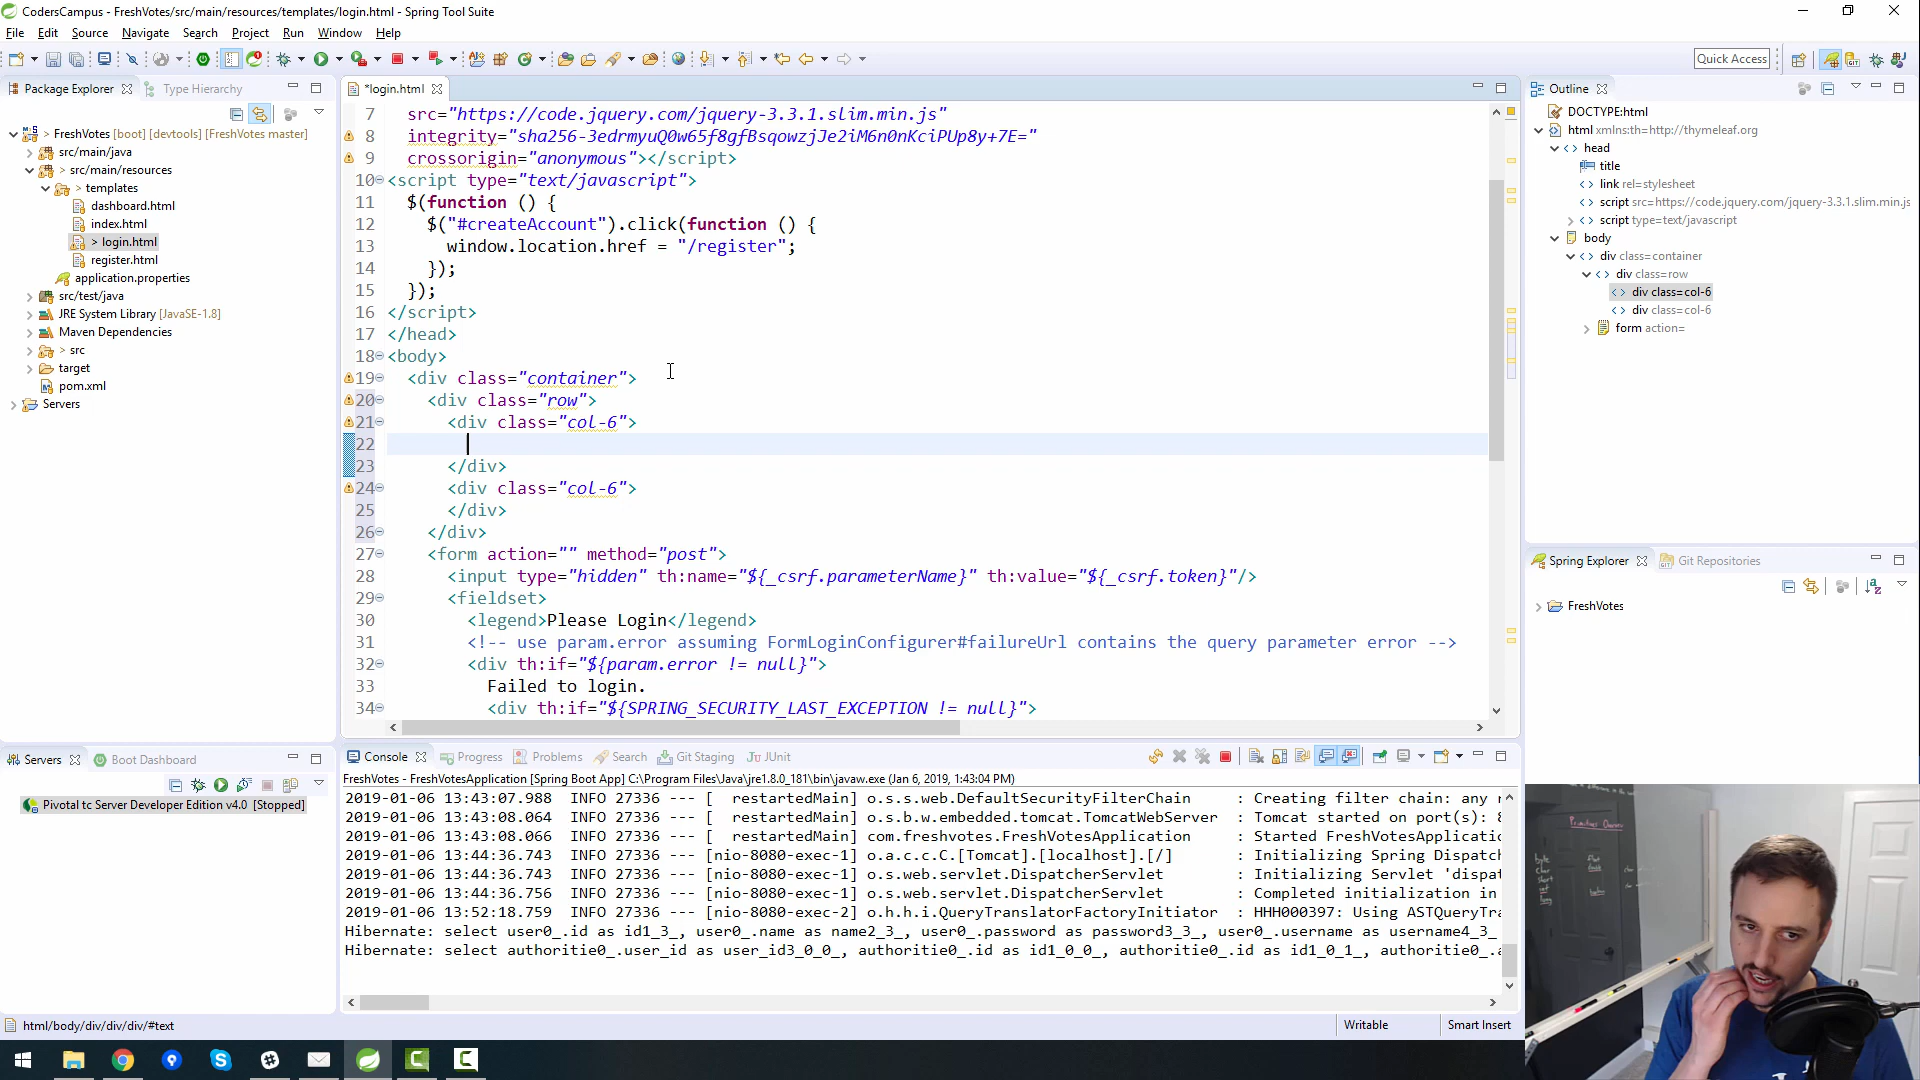 CodersCampus - FreshVotes/src/main/resources/templates/login.html - Spring Tool Suite
File Edit Source Navigate Search Project Run Window Help
Quick Access
Package Explorer Type Hierarchy
> FreshVotes [boot] [devtools] [FreshVotes master]
src/main/java
> src/main/resources
> templates
dashboard.html
index.html
> login.html
register.html
application.properties
src/test/java
JRE System Library [JavaSE-1.8]
Maven Dependencies
> src
target
pom.xml
Servers
*login.html
7 src="https://code.jquery.com/jquery-3.3.1.slim.min.js"
8 integrity="sha256-3edrmyuQ0w65f8gfBsqowzjJe2iM6n0nKciPUp8y+7E="
9 crossorigin="anonymous"></script>
10 <script type="text/javascript">
11 $(function () {
12 $("#createAccount").click(function () {
13 window.location.href = "/register";
14 });
15 });
16 </script>
17 </head>
18 <body>
19 <div class="container">
20 <div class="row">
21 <div class="col-6">
22
23 </div>
24 <div class="col-6">
25 </div>
26 </div>
27 <form action="" method="post">
28 <input type="hidden" th:name="${_csrf.parameterName}" th:value="${_csrf.token}"/>
29 <fieldset>
30 <legend>Please Login</legend>
31 <!-- use param.error assuming FormLoginConfigurer#failureUrl contains the query parameter error -->
32 <div th:if="${param.error != null}">
33 Failed to login.
34 <div th:if="${SPRING_SECURITY_LAST_EXCEPTION != null}">
Outline
DOCTYPE:html
html xmlns:th=http://thymeleaf.org
head
title
link rel=stylesheet
script src=https://code.jquery.com/jquery-3.3.1.slim.min.js
script type=text/javascript
body
div class=container
div class=row
div class=col-6
div class=col-6
form action=
Spring Explorer Git Repositories
FreshVotes
Servers Boot Dashboard
Pivotal tc Server Developer Edition v4.0 [Stopped]
Console Progress Problems Search Git Staging JUnit
FreshVotes - FreshVotesApplication [Spring Boot App] C:\Program Files\Java\jre1.8.0_181\bin\javaw.exe (Jan 6, 2019, 1:43:04 PM)
2019-01-06 13:43:07.988 INFO 27336 --- [ restartedMain] o.s.s.web.DefaultSecurityFilterChain : Creating filter chain: any r
2019-01-06 13:43:08.064 INFO 27336 --- [ restartedMain] o.s.b.w.embedded.tomcat.TomcatWebServer : Tomcat started on port(s): 8
2019-01-06 13:43:08.066 INFO 27336 --- [ restartedMain] com.freshvotes.FreshVotesApplication : Started FreshVotesApplicatio
2019-01-06 13:44:36.743 INFO 27336 --- [nio-8080-exec-1] o.a.c.c.C.[Tomcat].[localhost].[/] : Initializing Spring Dispatc
2019-01-06 13:44:36.743 INFO 27336 --- [nio-8080-exec-1] o.s.web.servlet.DispatcherServlet : Initializing Servlet 'dispat
2019-01-06 13:44:36.756 INFO 27336 --- [nio-8080-exec-1] o.s.web.servlet.DispatcherServlet : Completed initialization in
2019-01-06 13:52:18.759 INFO 27336 --- [nio-8080-exec-2] o.h.h.i.QueryTranslatorFactoryInitiator : HHH000397: Using ASTQueryTra
Hibernate: select user0_.id as id1_3_, user0_.name as name2_3_, user0_.password as password3_3_, user0_.username as username4_3_
Hibernate: select authoritie0_.user_id as user_id3_0_0_, authoritie0_.id as id1_0_0_, authoritie0_.id as id1_0_1_, authoritie0_.a
html/body/div/div/div/#text
Writable
Smart Insert